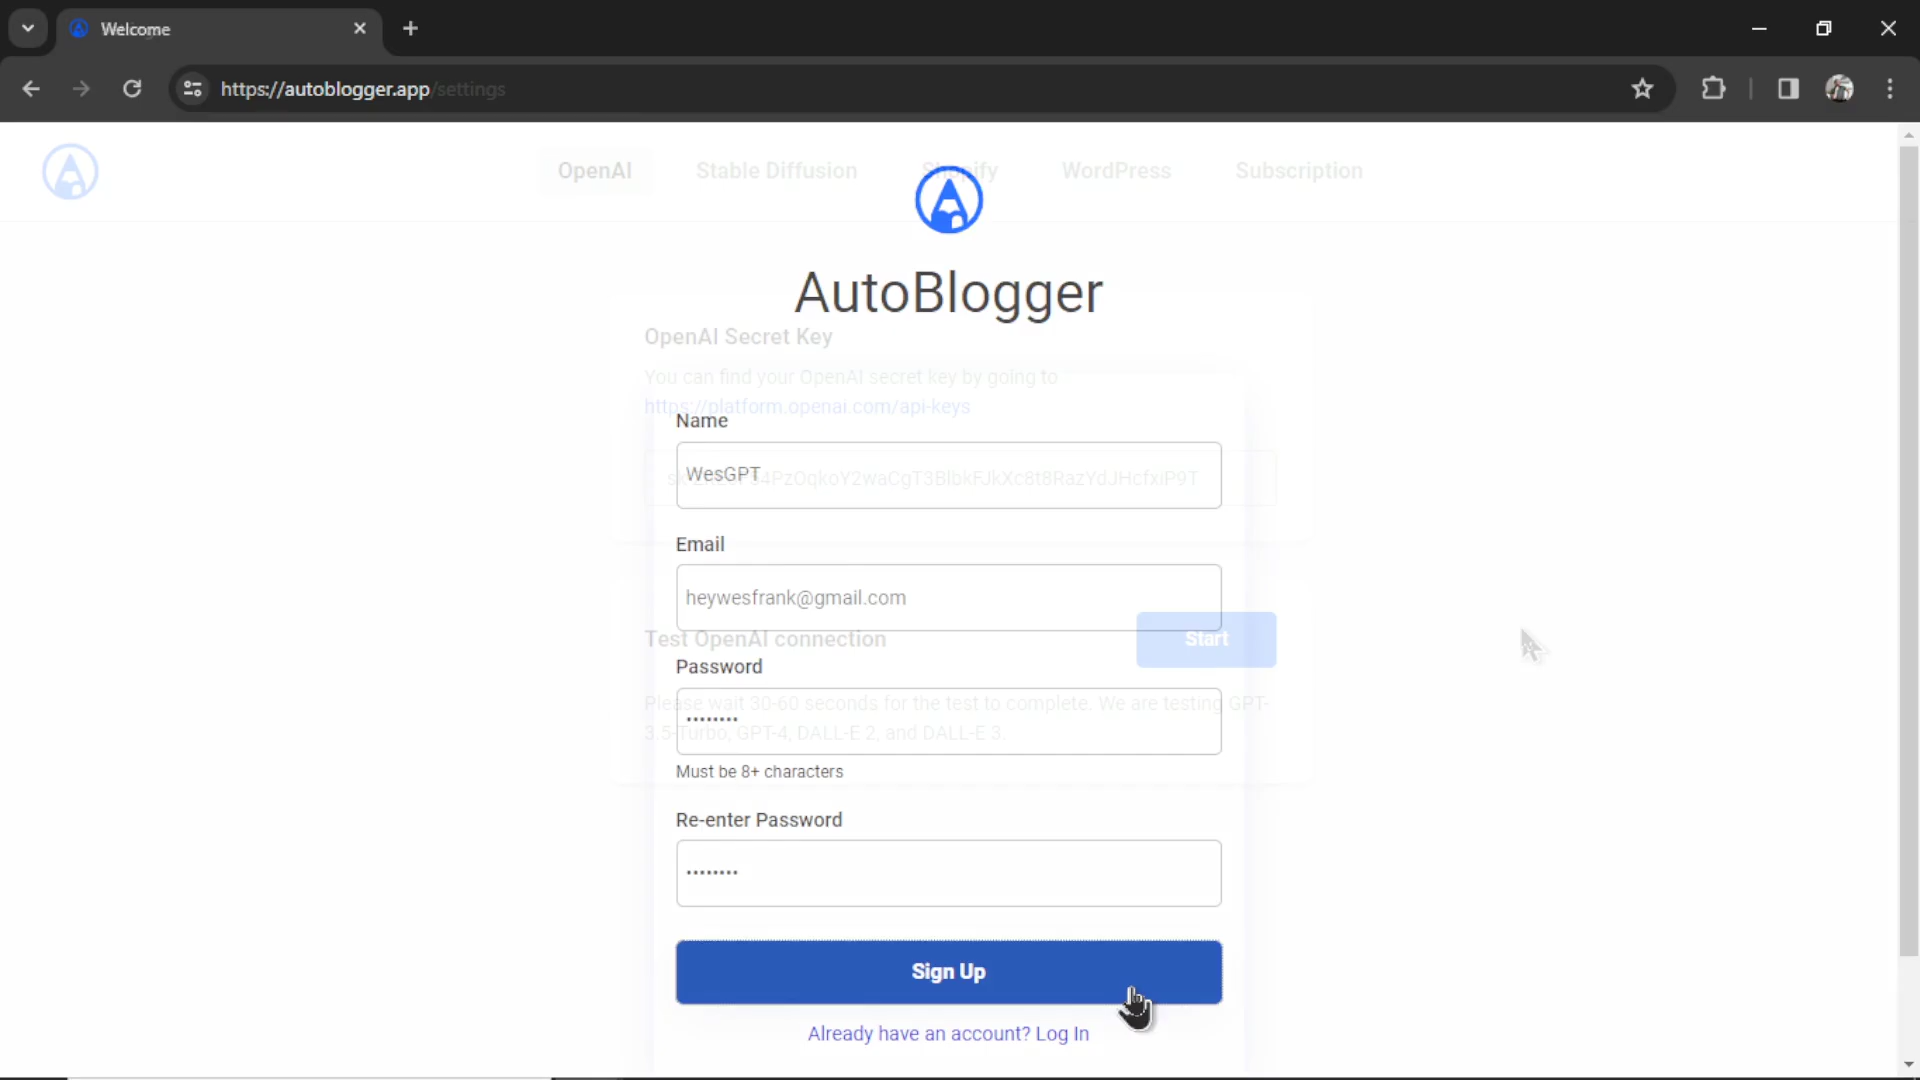 Welcome
https://autoblogger.app/settings
OpenAI Stable Diffusion Shopify WordPress Subscription
AutoBlogger
OpenAI Secret Key
You can find your OpenAI secret key by going to
https://platform.openai.com/api-keys
Name
WesGPT
Email
heywesfrank@gmail.com
Test OpenAI connection
Start
Password
Please wait 30-60 seconds for the test to complete. We are testing GPT-
3.5-Turbo, GPT-4, DALL-E 2, and DALL-E 3.
••••••••
Must be 8+ characters
Re-enter Password
••••••••
Sign Up
Already have an account? Log In